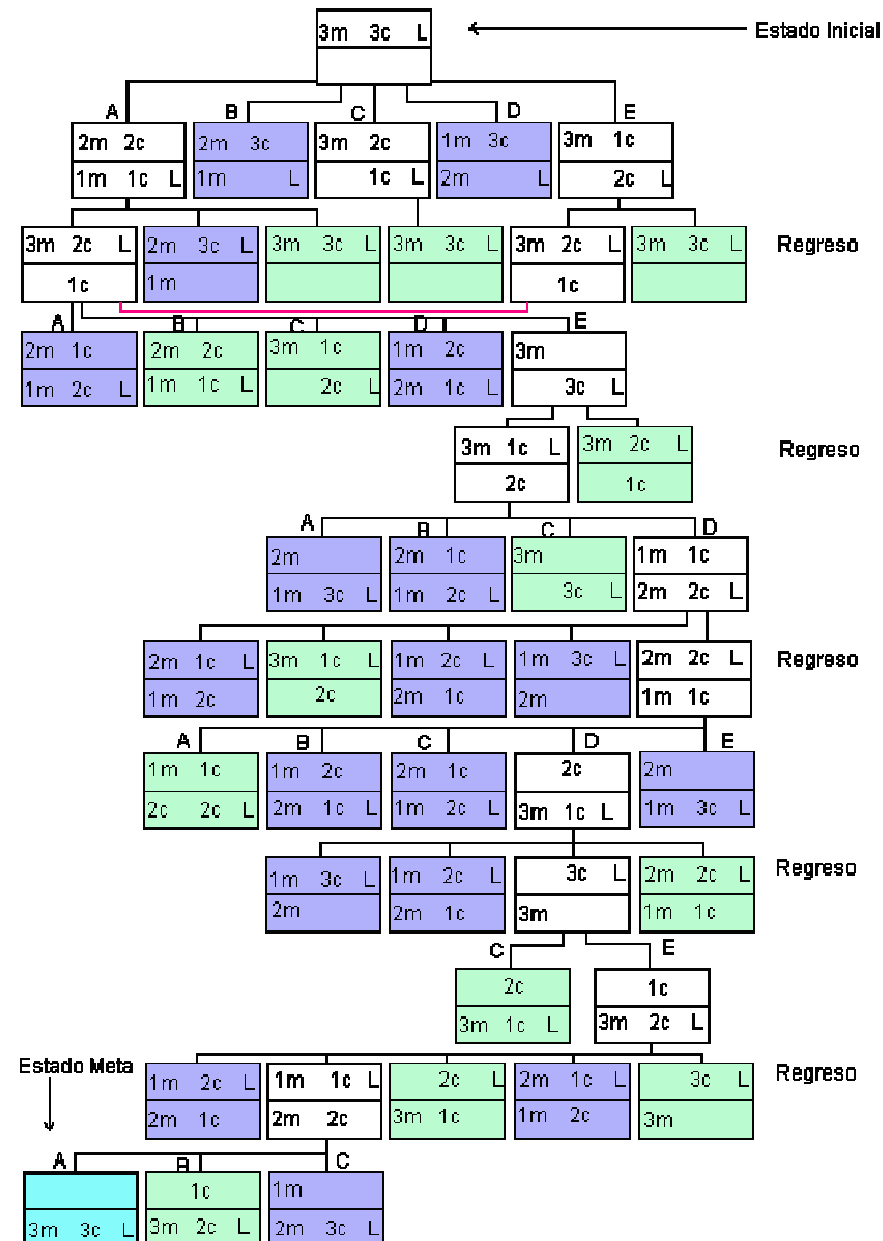 3m 3c L
Estado Inicial
A B C D E
2m 2c 2m 3c 3m 2c 1m 3c 3m 1c
1m 1c L 1m L 1c L 2m L 2c L
3m 2c L 2m 3c L 3m 3c L 3m 3c L 3m 2c L 3m 3c L Regreso
1c 1m 1c
A B C D E
2m 1c 2m 2c 3m 1c 1m 2c 3m
1m 2c L 1m 1c L 2c L 2m 1c L 3c L
3m 1c L 3m 2c L Regreso
2c 1c
A B C D
2m 2m 1c 3m 1m 1c
1m 3c L 1m 2c L 3c L 2m 2c L
2m 1c L 3m 1c L 1m 2c L 1m 3c L 2m 2c L Regreso
1m 2c 2c 2m 1c 2m 1m 1c
A B C D E
1m 1c 1m 2c 2m 1c 2c 2m
2c 2c L 2m 1c L 1m 2c L 3m 1c L 1m 3c L
1m 3c L 1m 2c L 3c L 2m 2c L Regreso
2m 2m 1c 3m 1m 1c
C E
2c 1c
3m 1c L 3m 2c L
Estado Meta
1m 2c L 1m 1c L 2c L 2m 1c L 3c L Regreso
2m 1c 2m 2c 3m 1c 1m 2c 3m
A B C
1c 1m
3m 3c L 3m 2c L 2m 3c L